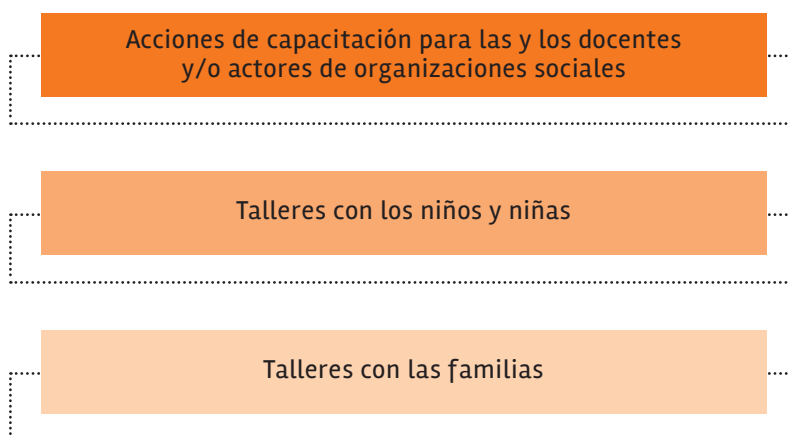 Acciones de capacitación para las y los docentes
y/o actores de organizaciones sociales
Talleres con los niños y niñas
Talleres con las familias